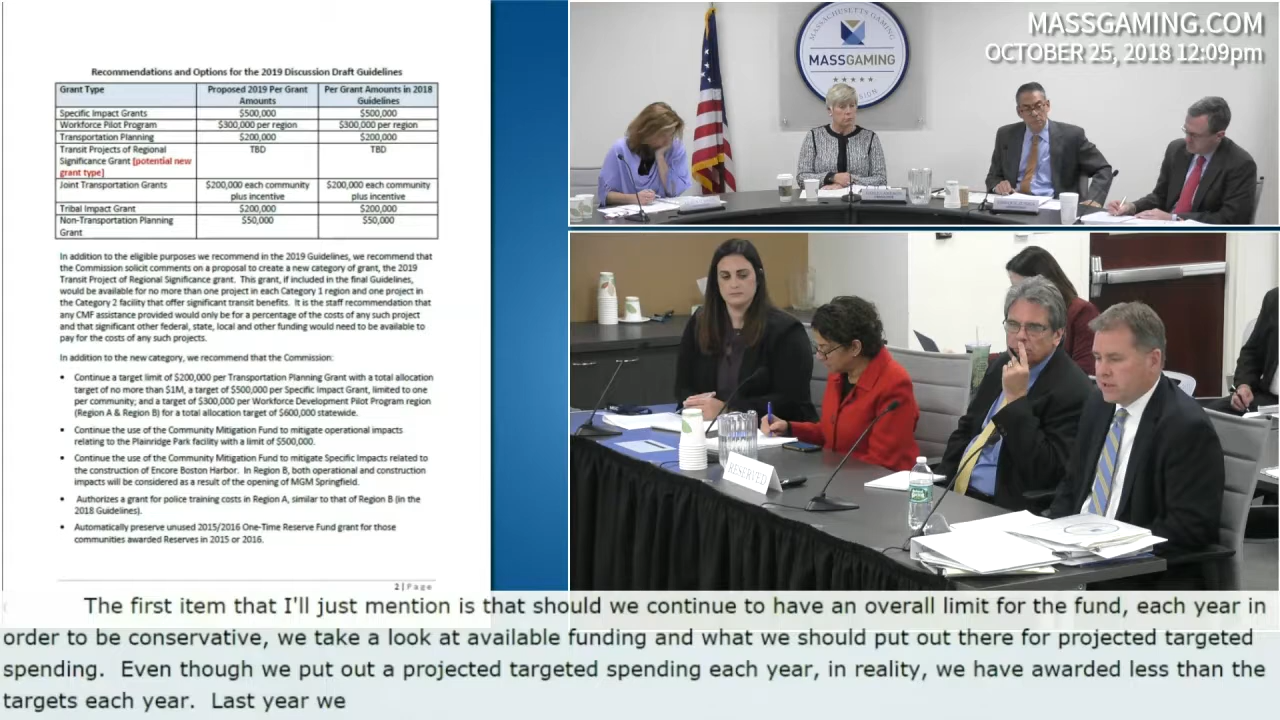 Recommendations and Options for the 2019 Discussion Draft Guidelines
Grant Type Proposed 2019 Per Grant Amounts Per Grant Amounts in 2018 Guidelines
Specific Impact Grants $500,000 $500,000
Workforce Pilot Program $300,000 per region $300,000 per region
Transportation Planning $200,000 $200,000
Transit Projects of Regional Significance Grant [potential new grant type] TBD TBD
Joint Transportation Grants $200,000 each community plus incentive $200,000 each community plus incentive
Tribal Impact Grant $200,000 $200,000
Non-Transportation Planning Grant $50,000 $50,000
In addition to the eligible purposes we recommend in the 2019 Guidelines, we recommend that
the Commission solicit comments on a proposal to create a new category of grant, the 2019
Transit Project of Regional Significance grant. This grant, if included in the final Guidelines,
would be available for no more than one project in each Category 1 region and one project in
the Category 2 facility that offer significant transit benefits. It is the staff recommendation that
any CMF assistance provided would only be for a percentage of the costs of any such project
and that significant other federal, state, local and other funding would need to be available to
pay for the costs of any such projects.
In addition to the new category, we recommend that the Commission:
• Continue a target limit of $200,000 per Transportation Planning Grant with a total allocation
target of no more than $1M, a target of $500,000 per Specific Impact Grant, limited to one
per community; and a target of $300,000 per Workforce Development Pilot Program region
(Region A & Region B) for a total allocation target of $600,000 statewide.
• Continue the use of the Community Mitigation Fund to mitigate operational impacts
relating to the Plainridge Park facility with a limit of $500,000.
• Continue the use of the Community Mitigation Fund to mitigate Specific Impacts related to
the construction of Encore Boston Harbor. In Region B, both operational and construction
impacts will be considered as a result of the opening of MGM Springfield.
• Authorizes a grant for police training costs in Region A, similar to that of Region B (in the
2018 Guidelines).
• Automatically preserve unused 2015/2016 One-Time Reserve Fund grant for those
communities awarded Reserves in 2015 or 2016.
2 | Page
MASSACHUSETTS GAMING
MASSGAMING
MASSGAMING.COM
OCTOBER 25, 2018 12:09pm
RESERVED
The first item that I'll just mention is that should we continue to have an overall limit for the fund, each year in
order to be conservative, we take a look at available funding and what we should put out there for projected targeted
spending. Even though we put out a projected targeted spending each year, in reality, we have awarded less than the
targets each year. Last year we